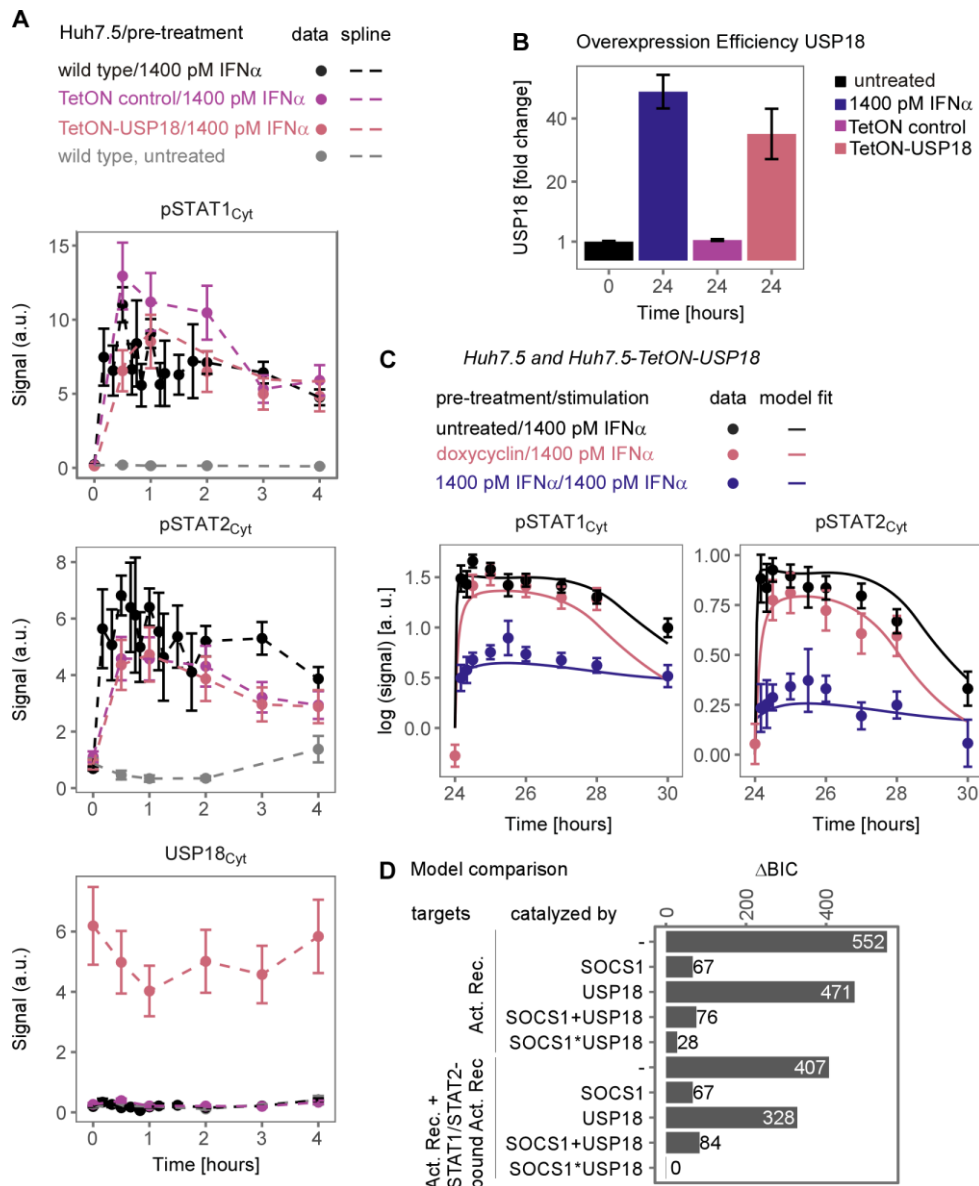 A
Huh7.5/pre-treatment data spline
wild type/1400 pM IFNα
TetON control/1400 pM IFNα
TetON-USP18/1400 pM IFNα
wild type, untreated
pSTAT1Cyt
Signal (a.u.)
15
10
5
0
0 1 2 3 4
pSTAT2Cyt
Signal (a.u.)
8
6
4
2
0
0 1 2 3 4
USP18Cyt
Signal (a.u.)
6
4
2
0
0 1 2 3 4
Time [hours]
B
Overexpression Efficiency USP18
USP18 [fold change]
40
20
1
0 24 24 24
Time [hours]
untreated
1400 pM IFNα
TetON control
TetON-USP18
C
Huh7.5 and Huh7.5-TetON-USP18
pre-treatment/stimulation data model fit
untreated/1400 pM IFNα
doxycyclin/1400 pM IFNα
1400 pM IFNα/1400 pM IFNα
pSTAT1Cyt
log (signal) [a. u.]
1.5
1.0
0.5
0.0
24 26 28 30
Time [hours]
pSTAT2Cyt
1.00
0.75
0.50
0.25
0.00
24 26 28 30
Time [hours]
D Model comparison
ΔBIC
targets catalyzed by
0 200 400
Act. Rec.
- 552
SOCS1 67
USP18 471
SOCS1+USP18 76
SOCS1*USP18 28
Act. Rec. +
STAT1/STAT2-
bound Act. Rec
- 407
SOCS1 67
USP18 328
SOCS1+USP18 84
SOCS1*USP18 0